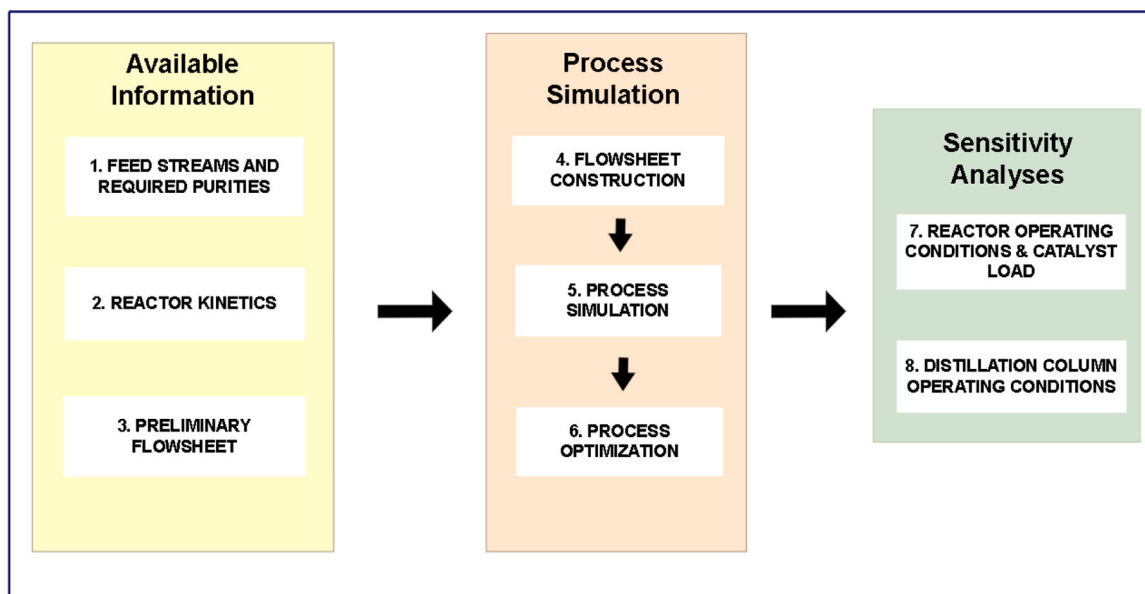 Available
Information
1. FEED STREAMS AND
REQUIRED PURITIES
2. REACTOR KINETICS
3. PRELIMINARY
FLOWSHEET
Process
Simulation
4. FLOWSHEET
CONSTRUCTION
5. PROCESS
SIMULATION
6. PROCESS
OPTIMIZATION
Sensitivity
Analyses
7. REACTOR OPERATING
CONDITIONS & CATALYST
LOAD
8. DISTILLATION COLUMN
OPERATING CONDITIONS